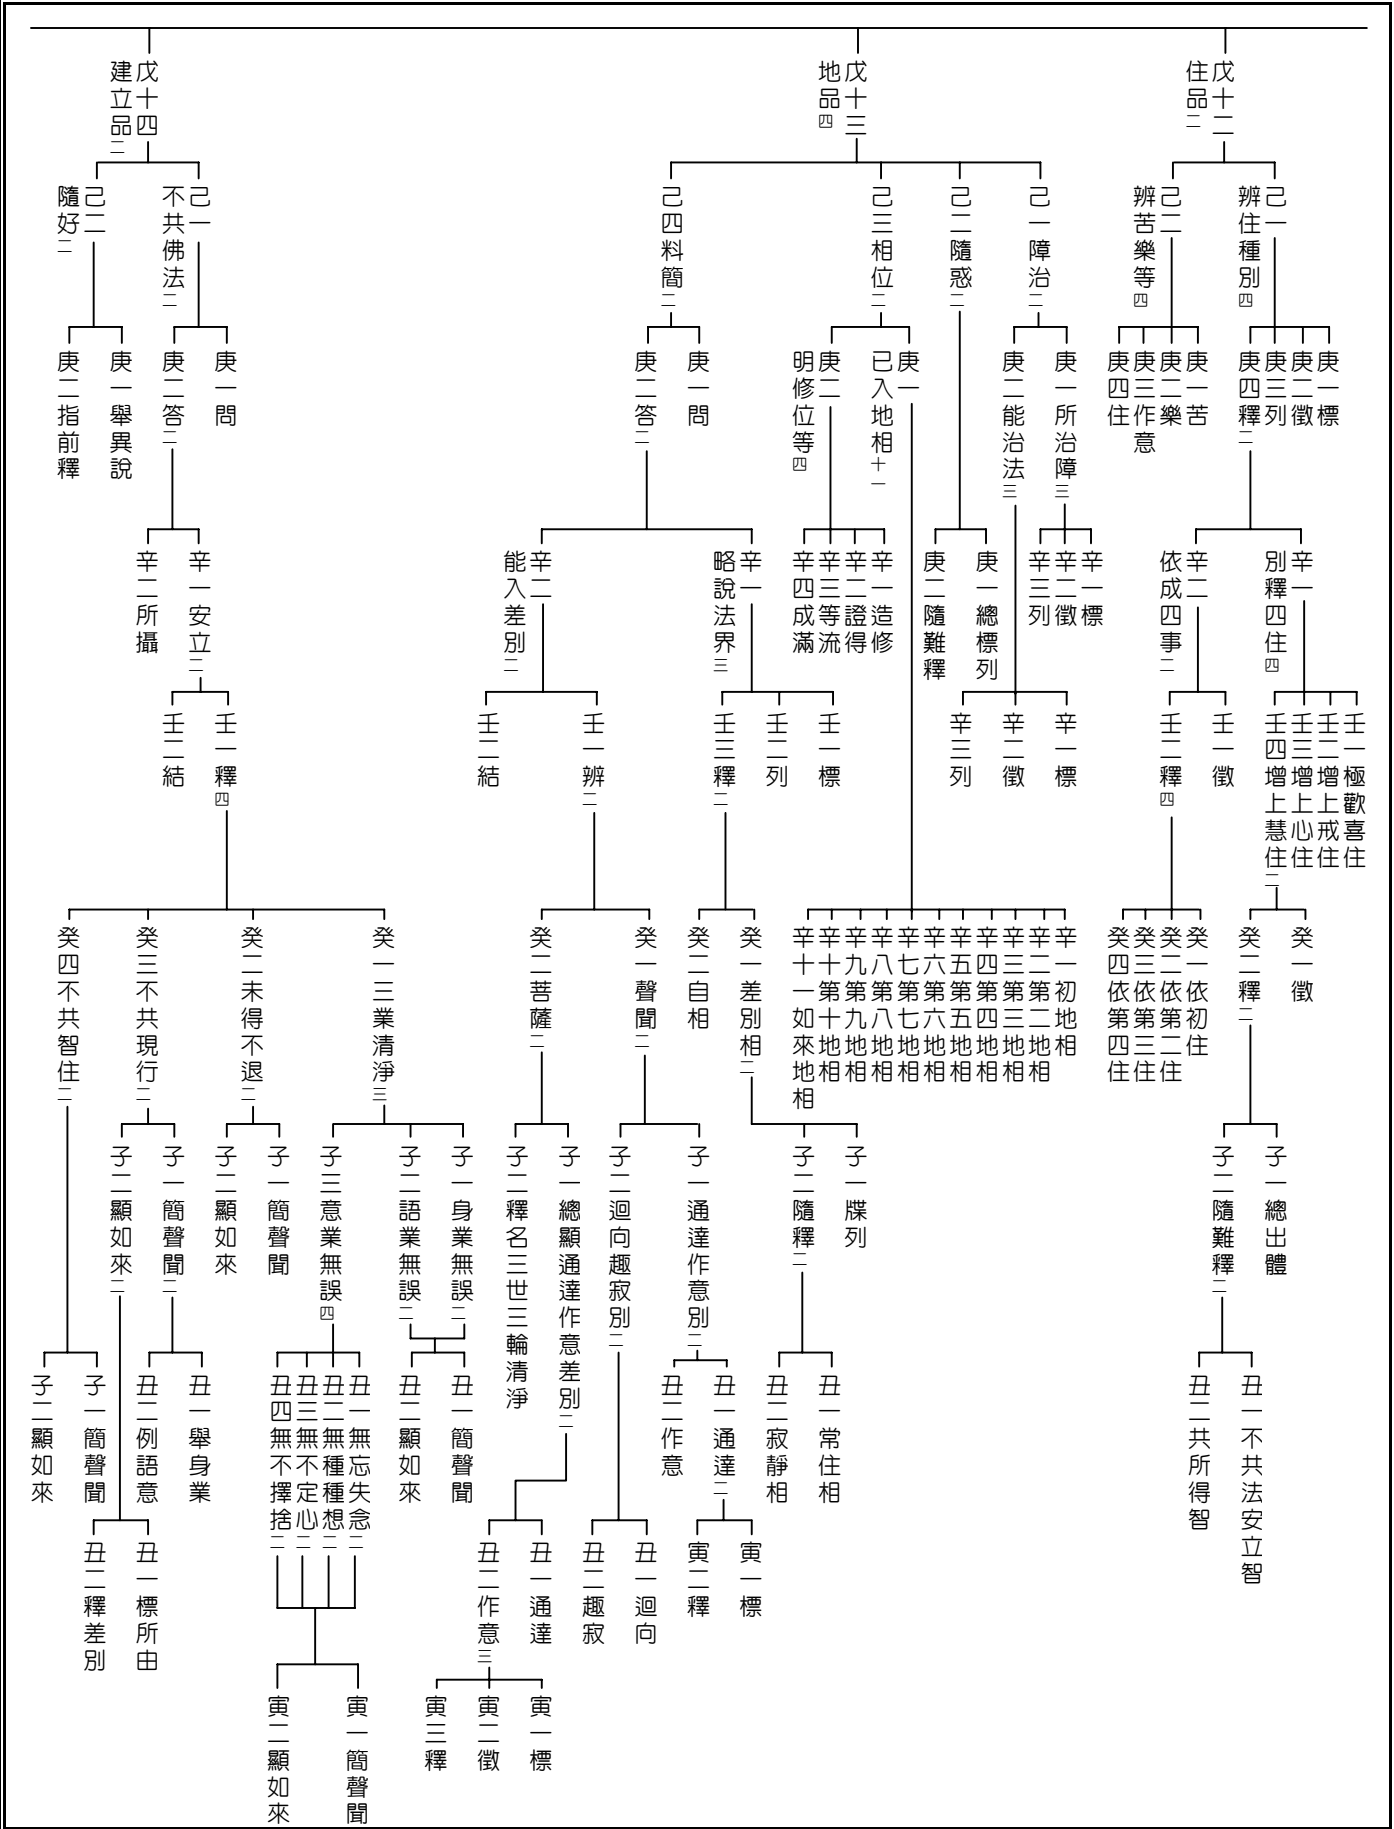 戊十二
住品二
己一
辨住種別四
庚一標
庚二徵
庚三列
庚四釋二
辛一
別釋四住四
壬一極歡喜住
壬二增上戒住
壬三增上心住
壬四增上慧住二
癸一徵
癸二釋二
子一總出體
子二隨難釋二
丑一不共法安立智
丑二共所得智
辛二
依成四事二
壬一徵
壬二釋四
癸一依初住
癸二依第二住
癸三依第三住
癸四依第四住
己二
辨苦樂等四
庚一苦
庚二樂
庚三作意
庚四住
戊十三
地品四
己一障治二
庚一所治障三
辛一標
辛二徵
辛三列
庚二能治法三
辛一標
辛二徵
辛三列
己二隨惑二
庚一總標列
庚二隨難釋
己三相位二
庚一
已入地相十一
辛一初地相
辛二第二地相
辛三第三地相
辛四第四地相
辛五第五地相
辛六第六地相
辛七第七地相
辛八第八地相
辛九第九地相
辛十第十地相
辛十一如來地相
庚二
明修位等四
辛一造修
辛二證得
辛三等流
辛四成滿
己四料簡二
庚一問
庚二答二
辛一
略說法界三
壬一標
壬二列
壬三釋二
癸一差別相二
子一牒列
子二隨釋二
丑一常住相
丑二寂靜相
癸二自相
辛二
能入差別二
壬一辨二
癸一聲聞二
子一通達作意別二
丑一通達二
寅一標
寅二釋
丑二作意
子二迴向趣寂別二
丑一迴向
丑二趣寂
癸二菩薩二
子一總顯通達作意差別二
丑一通達
丑二作意三
寅一標
寅二徵
寅三釋
子二釋名三世三輪清淨
壬二結
戊十四
建立品二
己一
不共佛法二
庚一問
庚二答二
辛一安立二
壬一釋四
癸一三業清淨三
子一身業無誤二
子二語業無誤二
丑一簡聲聞
丑二顯如來
子三意業無誤四
丑一無忘失念二
丑二無種種想二
丑三無不定心二
丑四無不擇捨二
寅一簡聲聞
寅二顯如來
癸二未得不退二
子一簡聲聞
子二顯如來
癸三不共現行二
子一簡聲聞二
丑一舉身業
丑二例語意
子二顯如來二
丑一標所由
丑二釋差別
癸四不共智住二
子一簡聲聞
子二顯如來
壬二結
辛二所攝
己二
隨好二
庚一舉異說
庚二指前釋